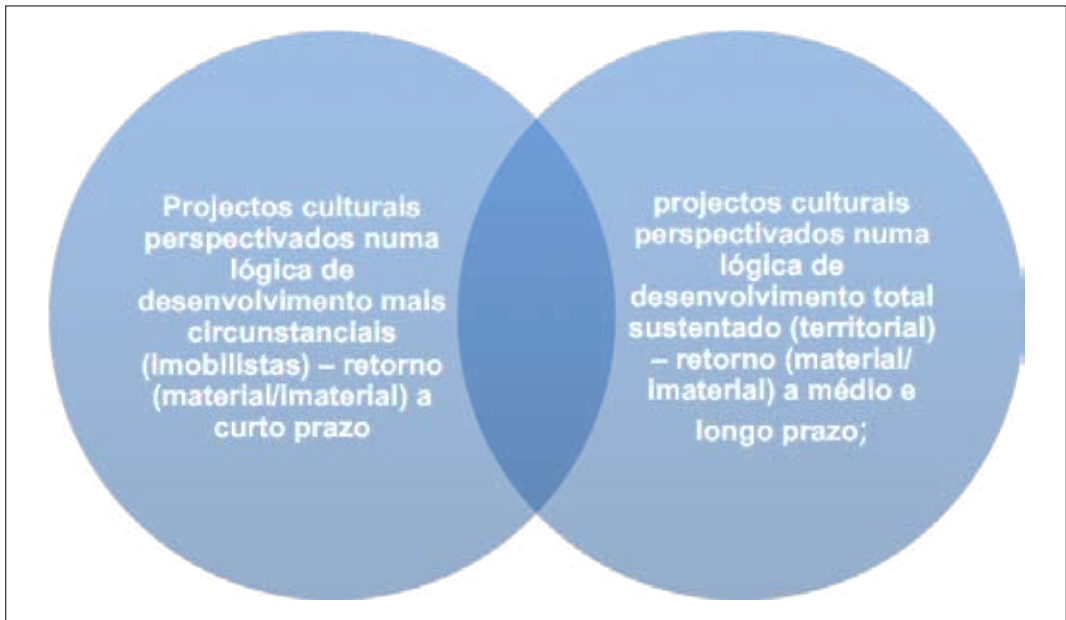 Projectos culturais
perspectivados numa
lógica de
desenvolvimento mais
circunstanciais
(imobilistas) – retorno
(material/imaterial) a
curto prazo
projectos culturais
perspectivados numa
lógica de
desenvolvimento total
sustentado (territorial)
– retorno (material/
imaterial) a médio e
longo prazo;